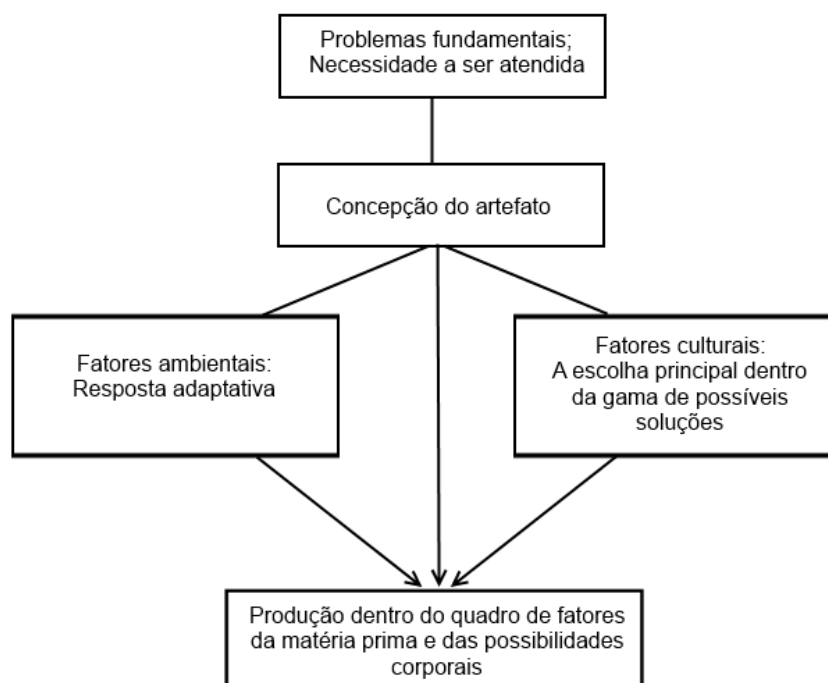 Problemas fundamentais;
Necessidade a ser atendida
Concepção do artefato
Fatores ambientais:
Resposta adaptativa
Fatores culturais:
A escolha principal dentro
da gama de possíveis
soluções
Produção dentro do quadro de fatores
da matéria prima e das possibilidades
corporais